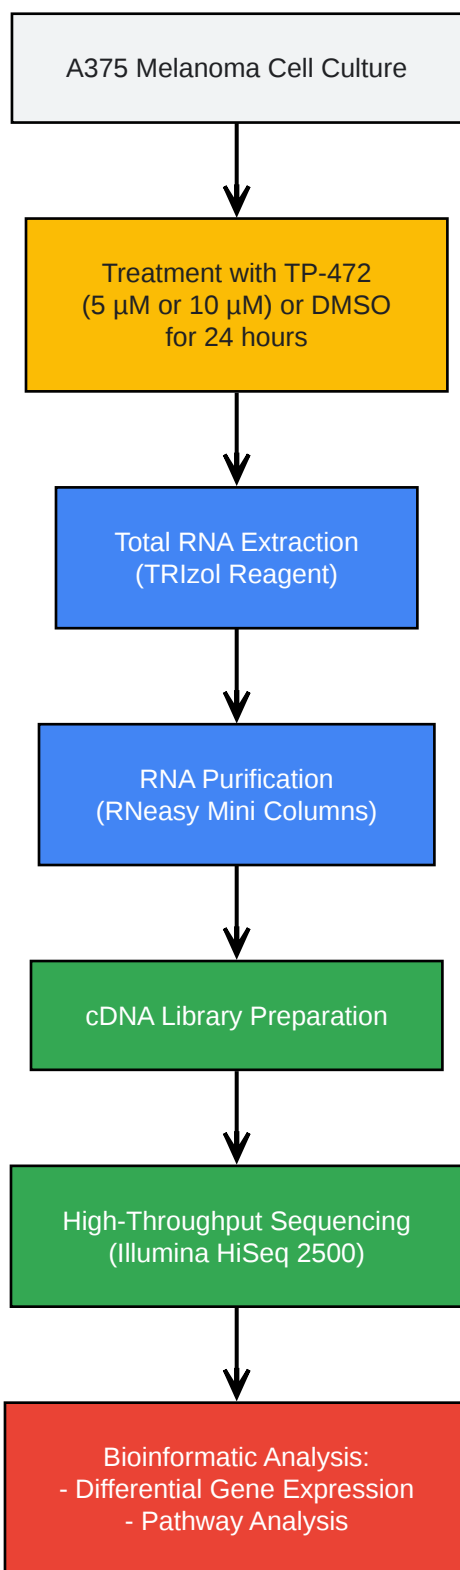 A375 Melanoma Cell Culture
Treatment with TP-472
(5 µM or 10 µM) or DMSO
for 24 hours
Total RNA Extraction
(TRIzol Reagent)
RNA Purification
(RNeasy Mini Columns)
cDNA Library Preparation
High-Throughput Sequencing
(Illumina HiSeq 2500)
Bioinformatic Analysis:
- Differential Gene Expression
- Pathway Analysis